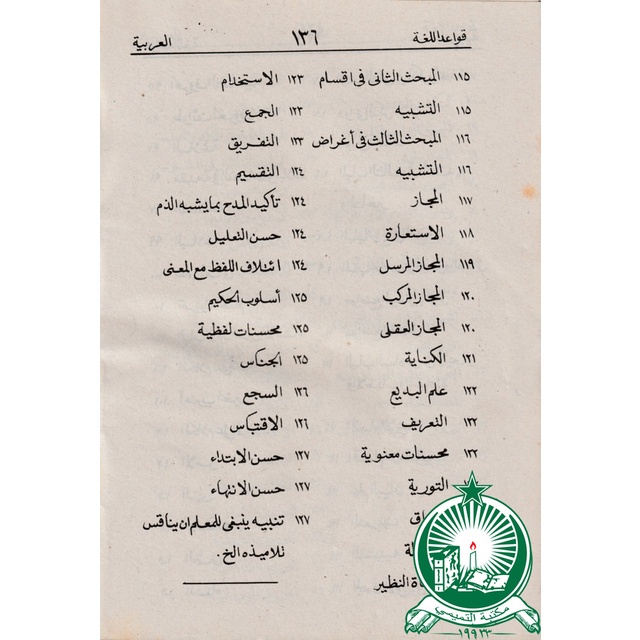 قواعد اللغة ١٣٦ العربية
١١٥ المبحث الثانى فى اقسام
١١٥ التشبيه
١١٦ المبحث الثالث فى أغراض
١١٦ التشبيه
١١٧ المجاز
١١٨ الاستعارة
١١٩ المجاز المرسل
١٢٠ المجاز المركب
١٢٠ المجاز العقلى
١٢١ الكناية
١٢٢ علم البديع
١٢٢ التعريف
١٢٢ محسنات معنوية
التورية
النظير
١٢٣ الاستخدام
١٢٣ الجمع
١٢٣ التفريق
١٢٤ التقسيم
١٢٤ تأكيد المدح بما يشبه الذم
١٢٤ حسن التعليل
١٢٤ ائتلاف اللفظ مع المعنى
١٢٥ أسلوب الحكيم
١٢٥ محسنات لفظية
١٢٥ الجناس
١٢٦ السجع
١٢٦ الاقتباس
١٢٧ حسن الابتداء
١٢٧ حسن الانتهاء
١٢٧ تنبيه ينبغى للمعلم ان يناقس
تلاميذه الخ.
مكتبة التميمي